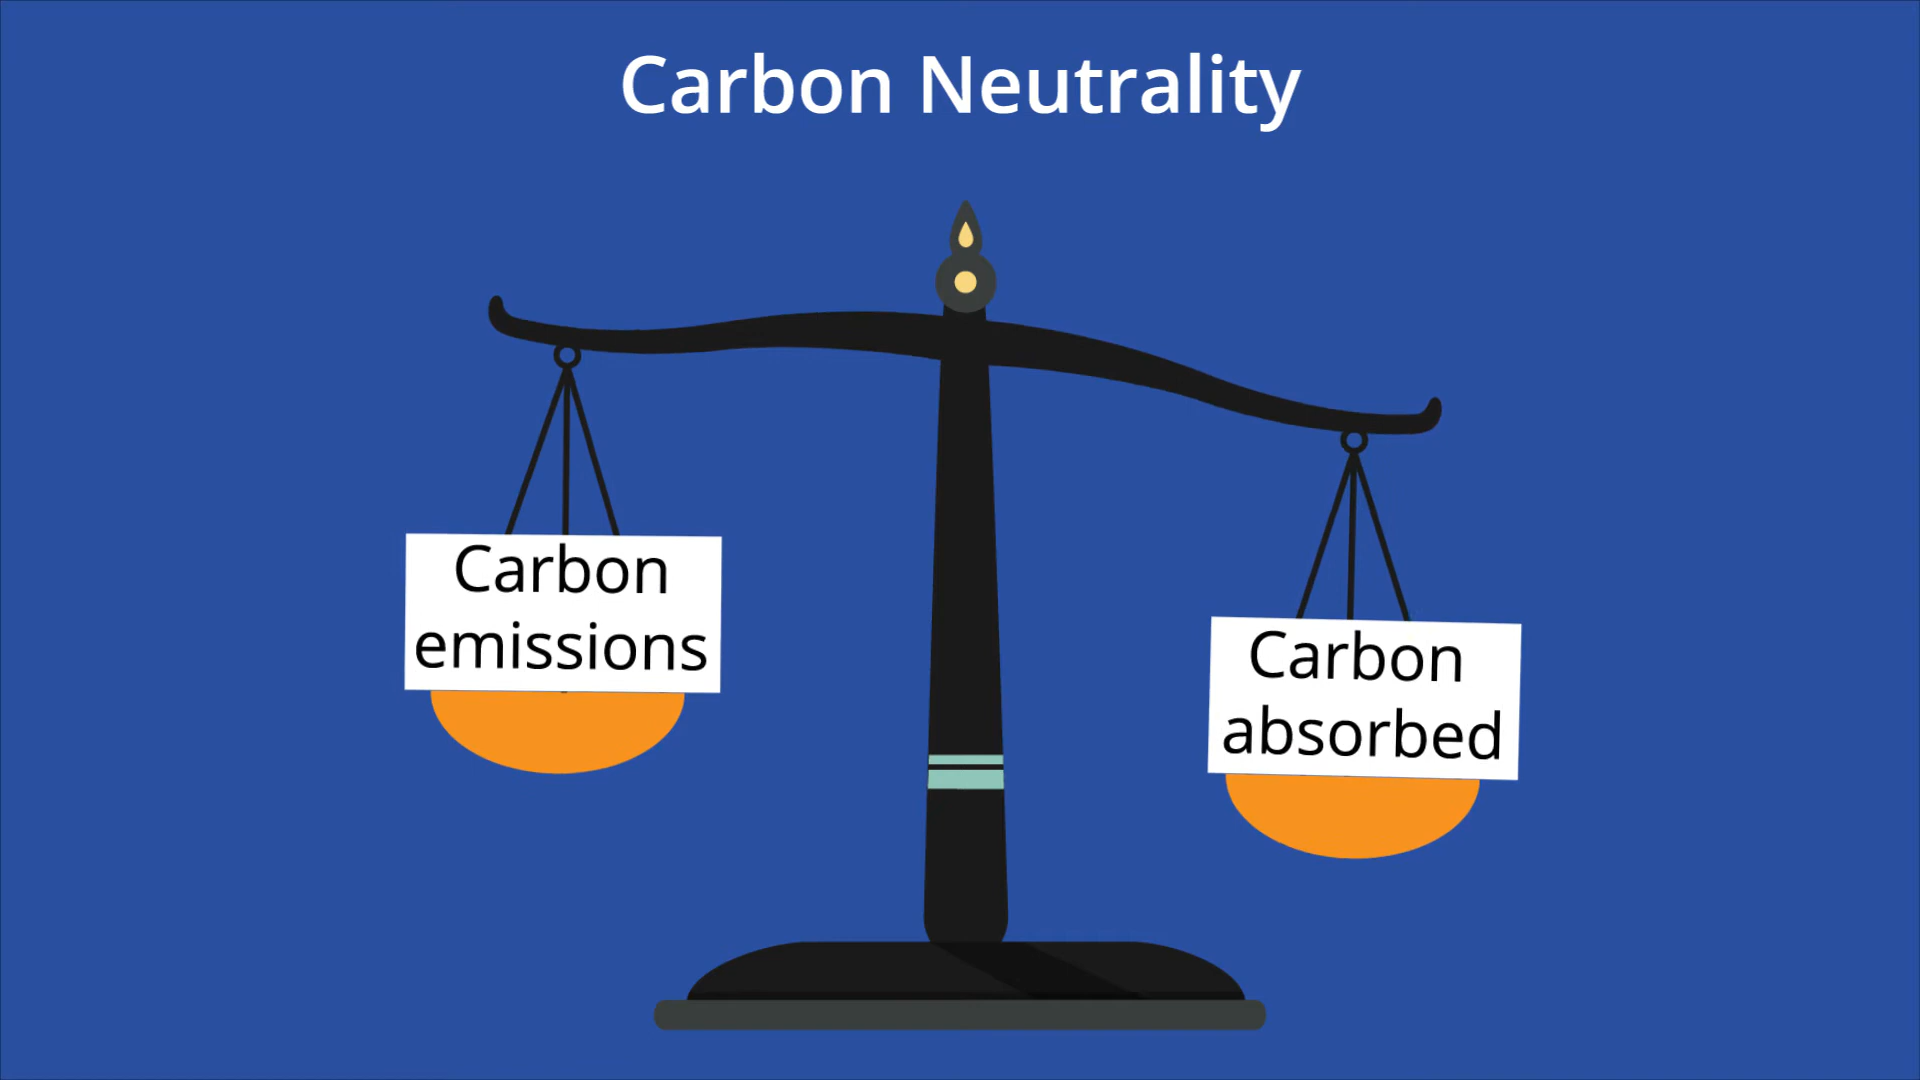 Carbon Neutrality
Carbon
emissions
Carbon
absorbed